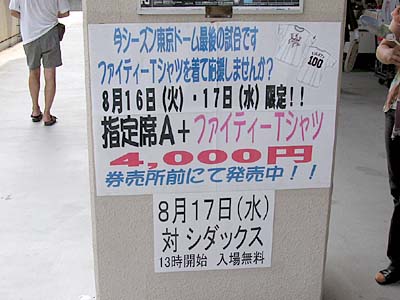 今シーズン東京ドーム最後の試合です
ファイティーTシャツを着て応援しませんか?
8月16日(火)・17日(水)限定!!
指定席A+ファイティーTシャツ
4,000円
券売所前にて発売中!!
8月17日(水)
対 シダックス
13時開始 入場無料
100